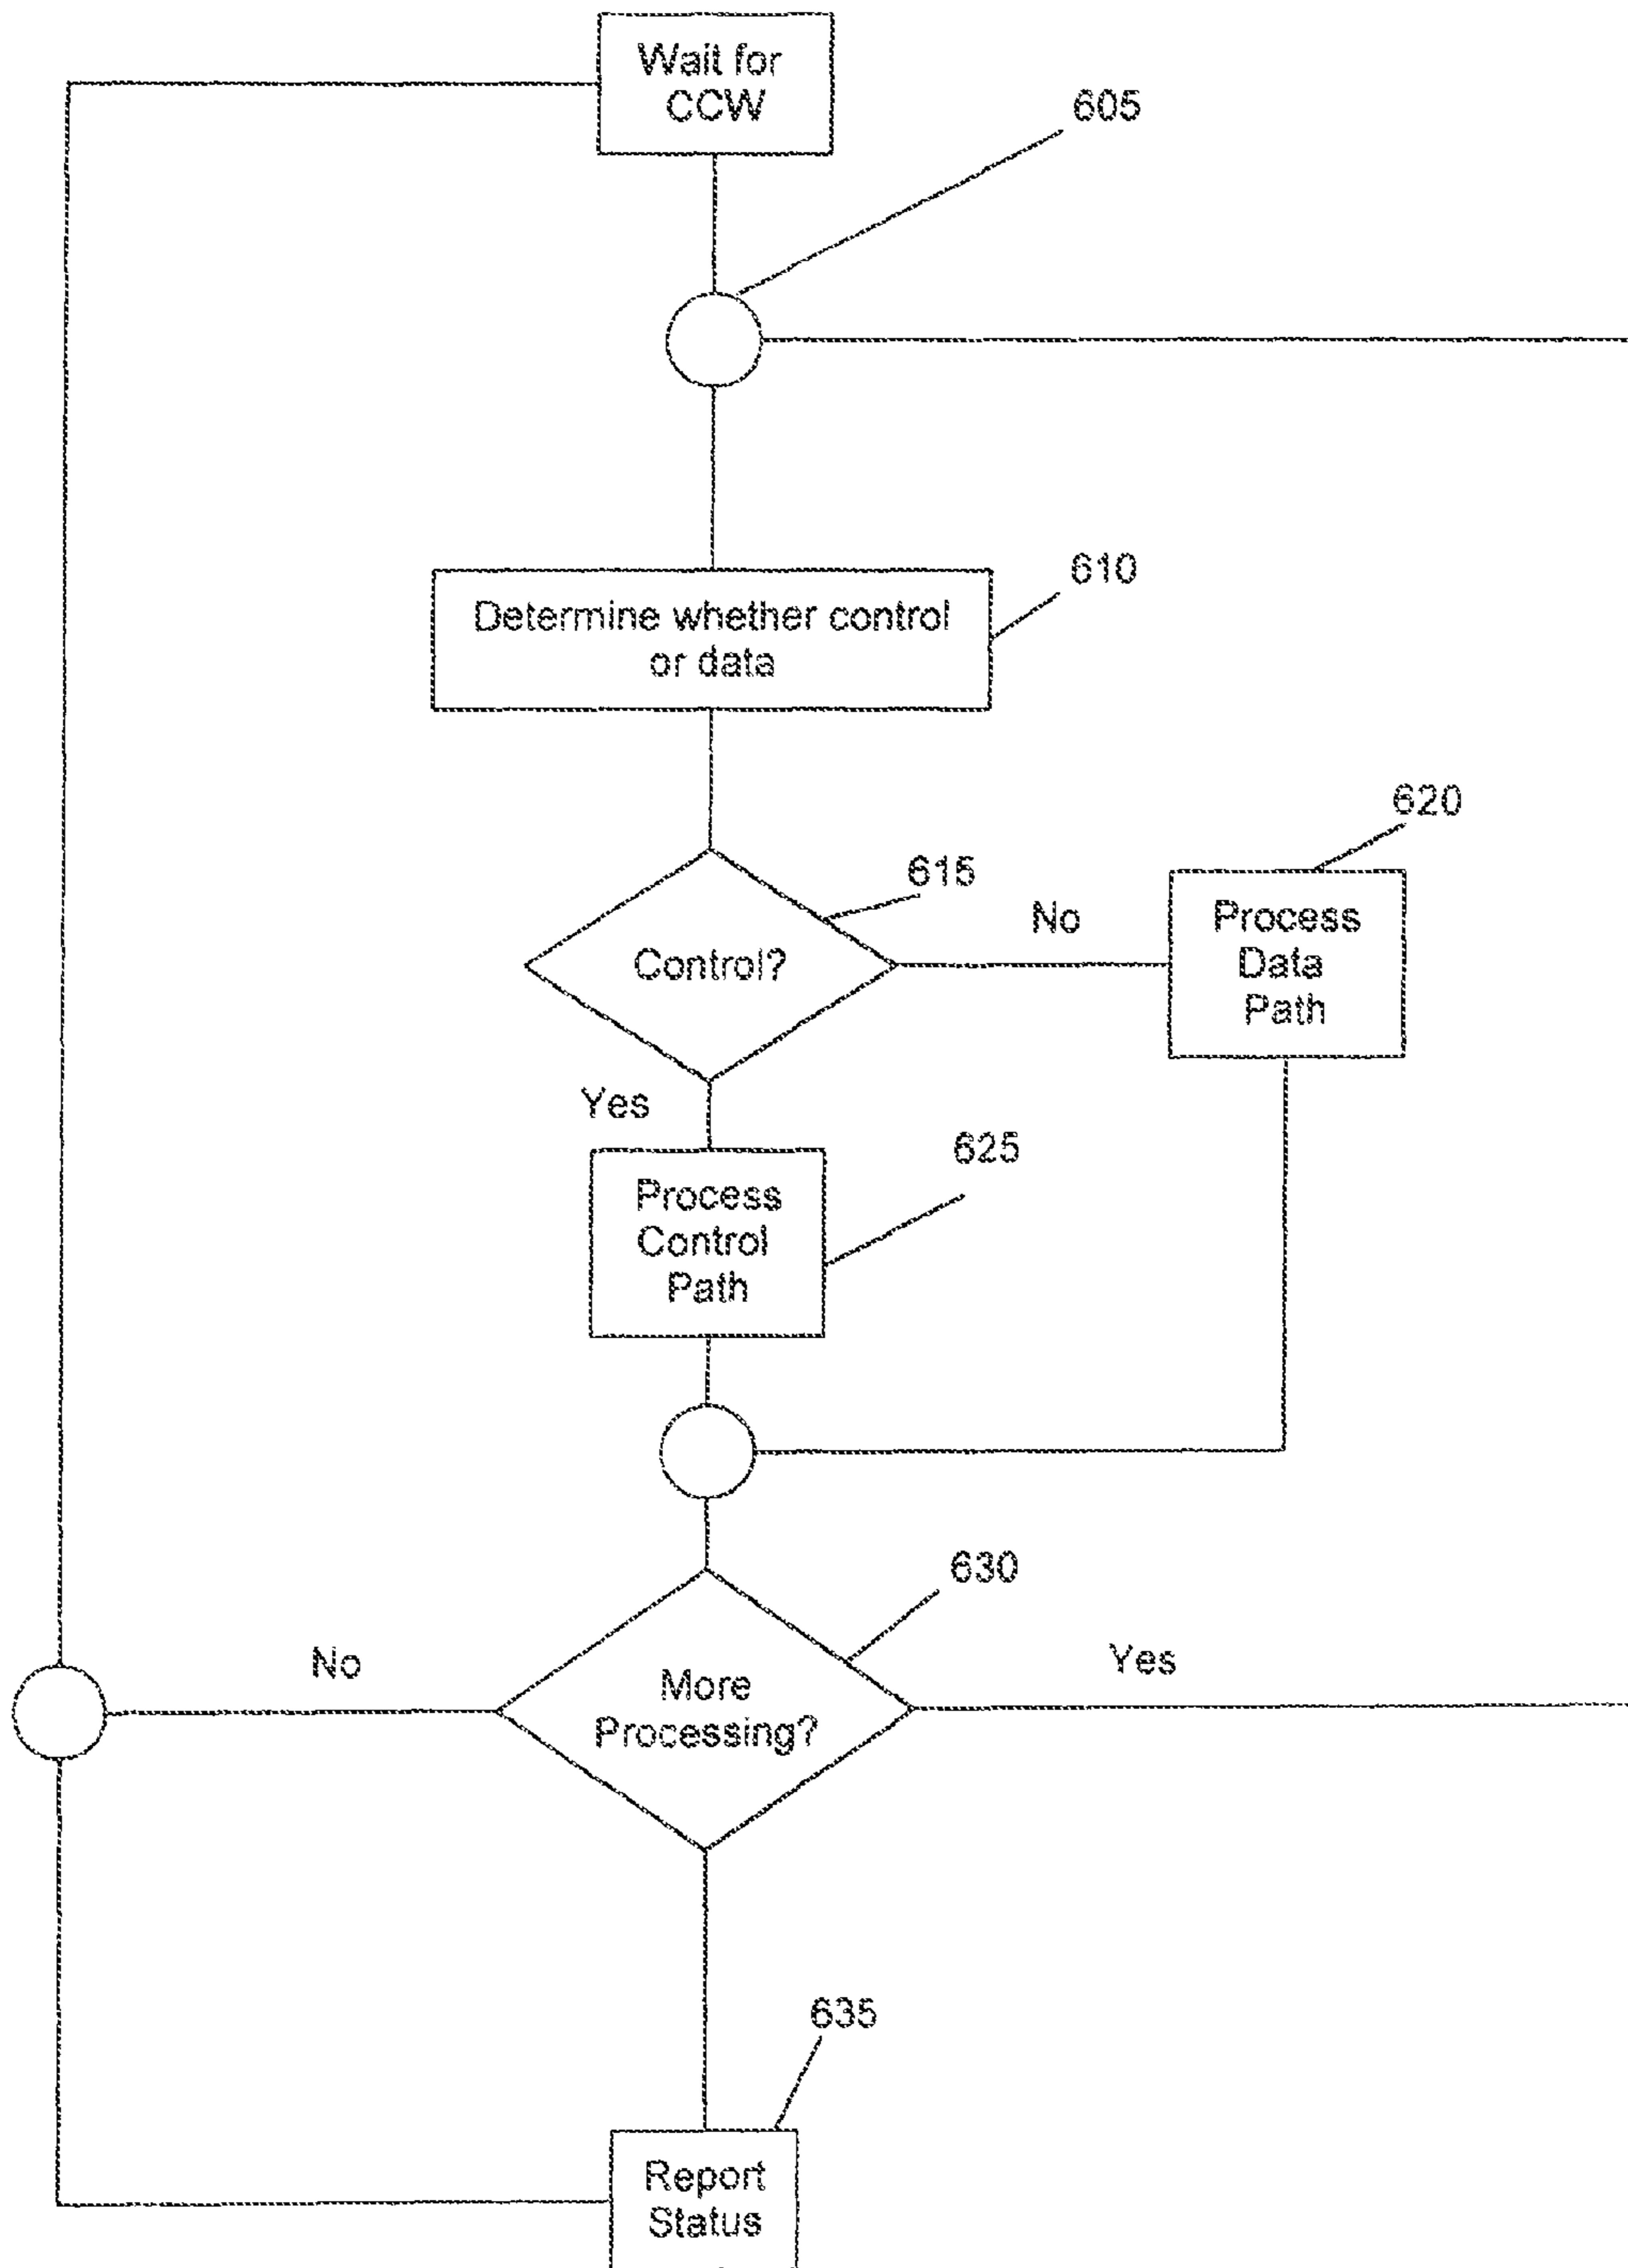 Wait for
CCW
605
610
Determine whether control
or data
620
615
No
Process
Data
Path
Control?
Yes
625
Process
Control
Path
630
No
Yes
More
Processing?
635
Report
Status